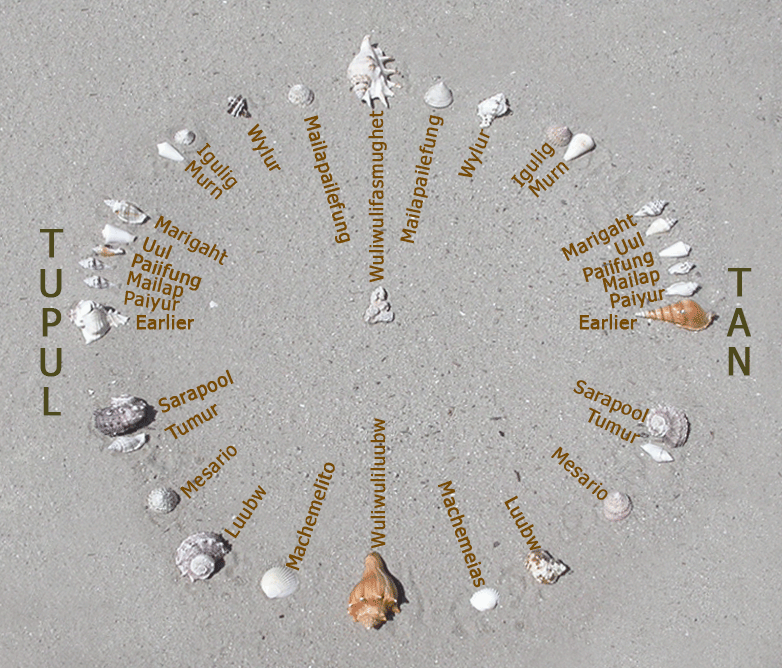 Wuliwulifasmughet
Mailapailefung
Wylur
Igulig
Murn
Marigaht
Uul
Paiifung
Mailap
Paiyur
Earlier
TAN
Sarapool
Tumur
Mesario
Luubw
Machemeias
Wuliwuliluubw
Machemelito
Luubw
Mesario
Sarapool
Tumur
Earlier
Paiyur
Mailap
Paiifung
Uul
Marigaht
TUPUL
Murn
Igulig
Wylur
Mailapailefung